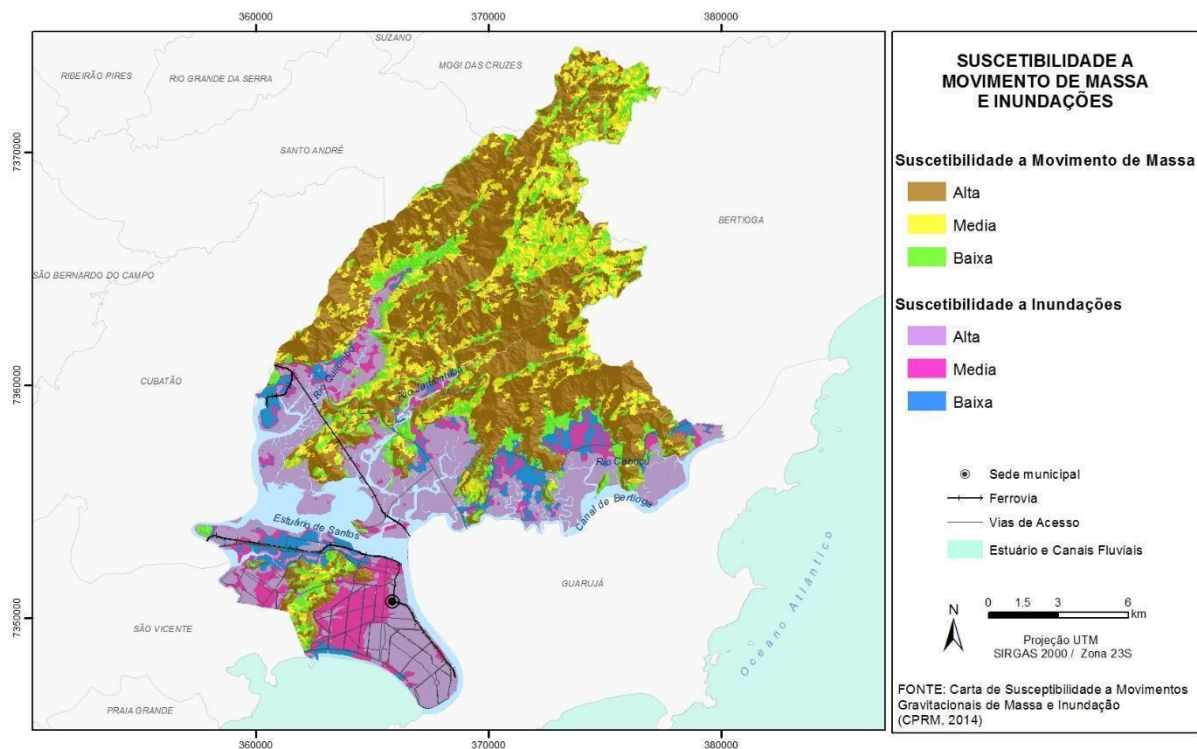 360000
370000
380000
SUZANO
RIBEIRÃO PIRES
RIO GRANDE DA SERRA
MOGI DAS CRUZES
7370000
SANTO ANDRÉ
BERTIOGA
SÃO BERNARDO DO CAMPO
Rio Quilombo
Rio Jurubatuba
7360000
CUBATÃO
Rio Cabuçu
Canal de Bertioga
Estuário de Santos
GUARUJÁ
Oceano Atlântico
7350000
SÃO VICENTE
PRAIA GRANDE
360000
370000
380000
SUSCETIBILIDADE A
MOVIMENTO DE MASSA
E INUNDAÇÕES
Suscetibilidade a Movimento de Massa
Alta
Media
Baixa
Suscetibilidade a Inundações
Alta
Media
Baixa
Sede municipal
Ferrovia
Vias de Acesso
Estuário e Canais Fluviais
N
0 1.5 3 6
km
Projeção UTM
SIRGAS 2000 / Zona 23S
FONTE: Carta de Susceptibilidade a Movimentos
Gravitacionais de Massa e Inundação
(CPRM, 2014)